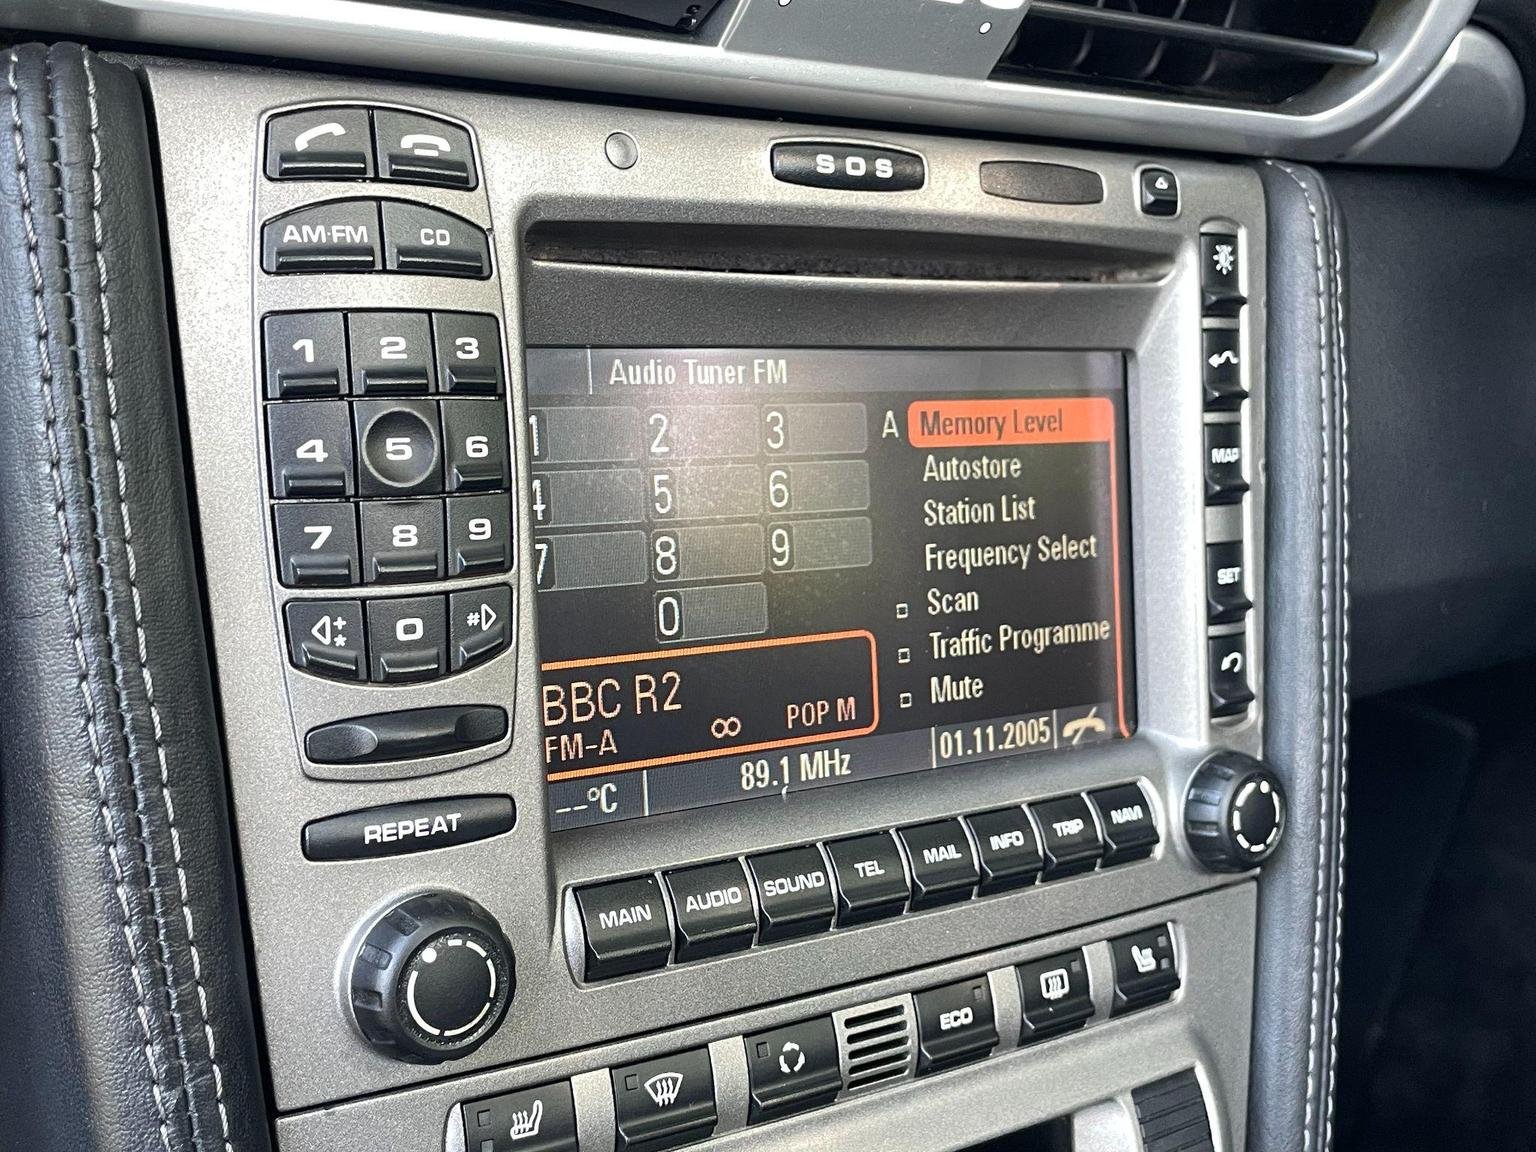 SOS
AM·FM CD
1 2 3
4 5 6
7 8 9
* 0 #
REPEAT
Audio Tuner FM
1 2 3
4 5 6
7 8 9
0
A Memory Level
Autostore
Station List
Frequency Select
Scan
Traffic Programme
Mute
BBC R2
FM-A ∞ POP M
--°C 89.1 MHz 01.11.2005
MAP
SET
MAIN AUDIO SOUND TEL MAIL INFO TRIP NAVI
ECO